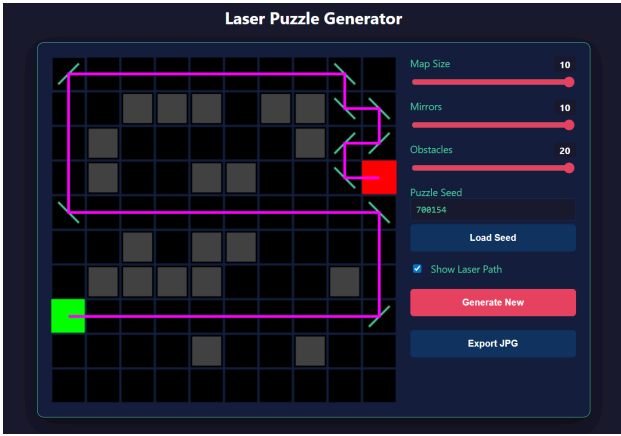 Laser Puzzle Generator
Map Size 10
Mirrors 10
Obstacles 20
Puzzle Seed
700154
Load Seed
Show Laser Path
Generate New
Export JPG